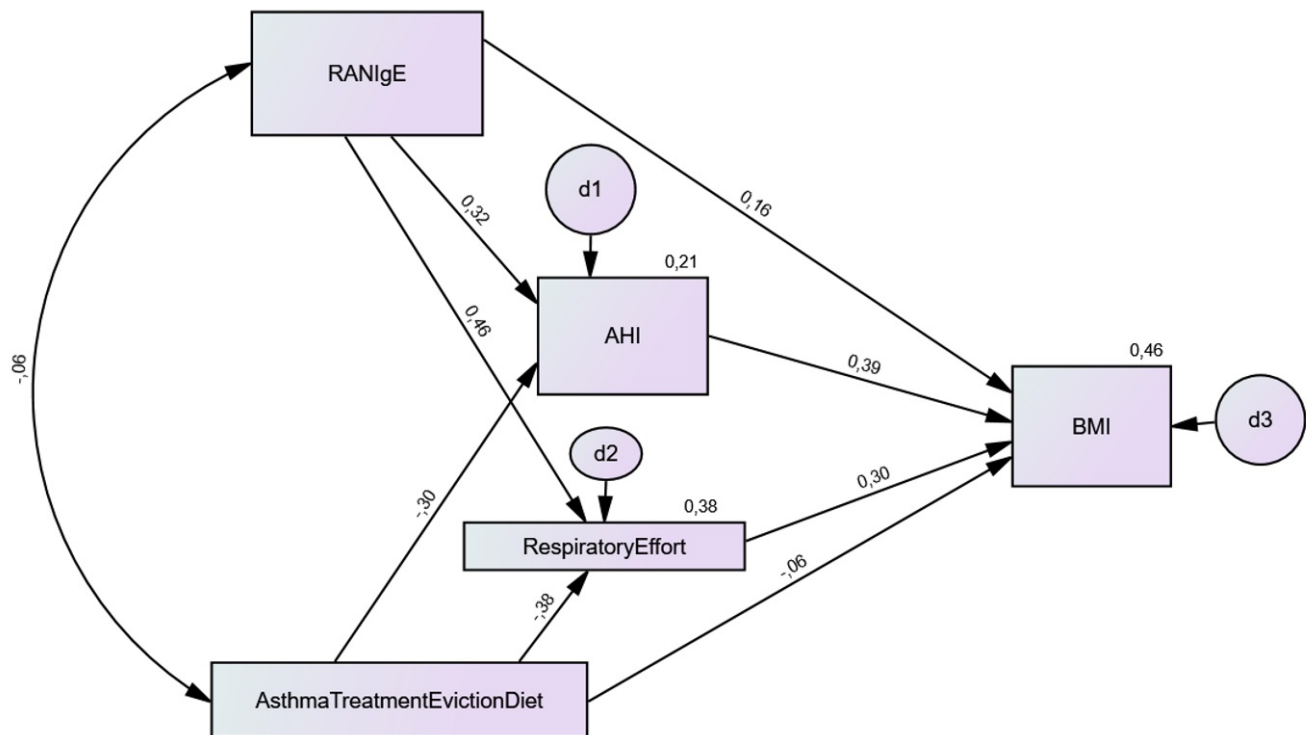 RANIgE
d1
0,16
0,32
0,21
0,46
AHI
0,46
-,06
0,39
BMI
d3
d2
-,30
0,30
0,38
RespiratoryEffort
-,06
-,38
AsthmaTreatmentEvictionDiet